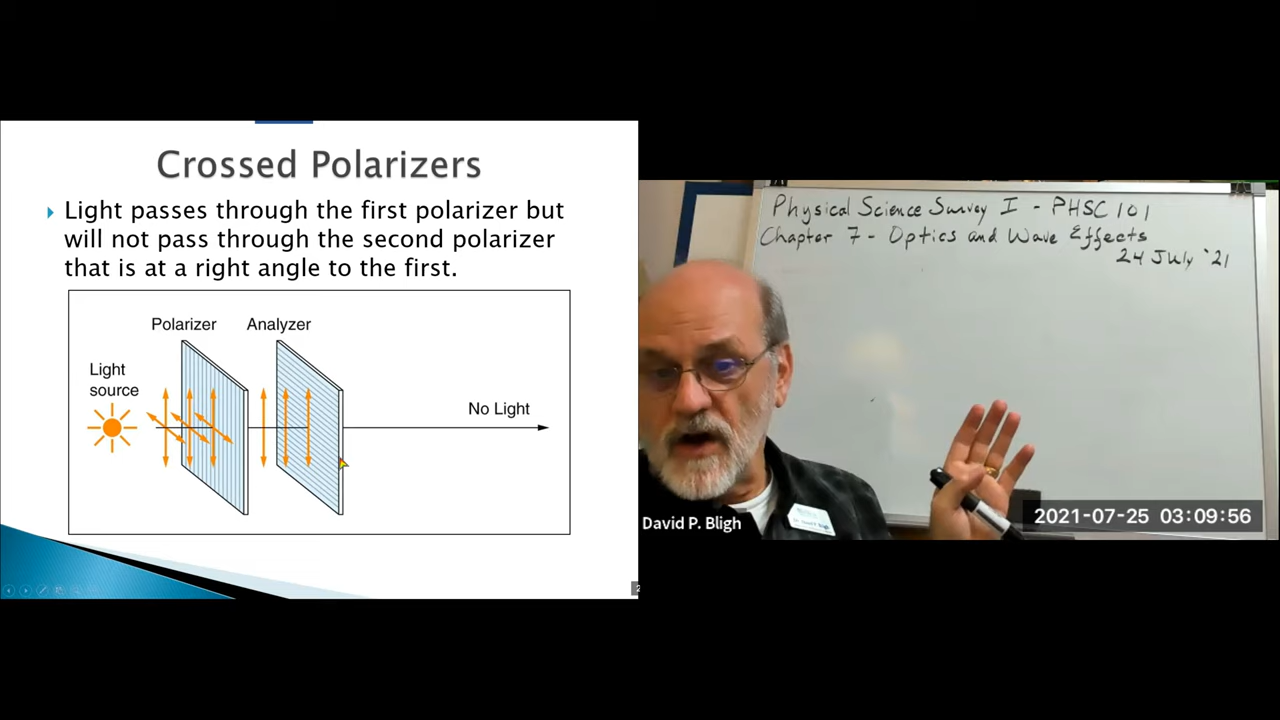 Crossed Polarizers
Light passes through the first polarizer but
will not pass through the second polarizer
that is at a right angle to the first.
Polarizer
Analyzer
Light
source
No Light
Physical Science Survey I - PHSC 101
Chapter 7 - Optics and Wave Effects
24 July '21
David P. Bligh
2021-07-25 03:09:56